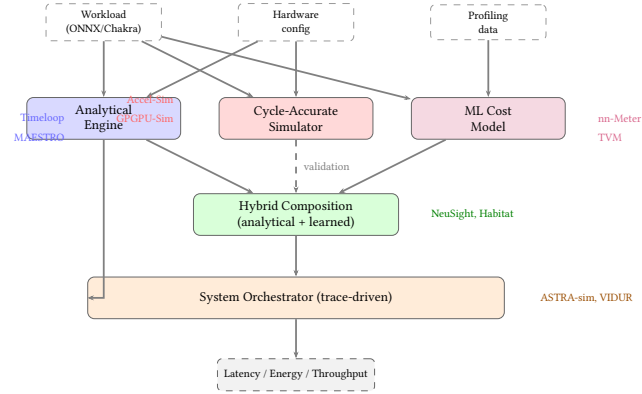 Workload
(ONNX/Chakra)
Hardware
config
Profiling
data
Timeloop
MAESTRO
Analytical
Engine
Accel-Sim
GPGPU-Sim
Cycle-Accurate
Simulator
ML Cost
Model
nn-Meter
TVM
validation
Hybrid Composition
(analytical + learned)
NeuSight, Habitat
System Orchestrator (trace-driven)
ASTRA-sim, VIDUR
Latency / Energy / Throughput